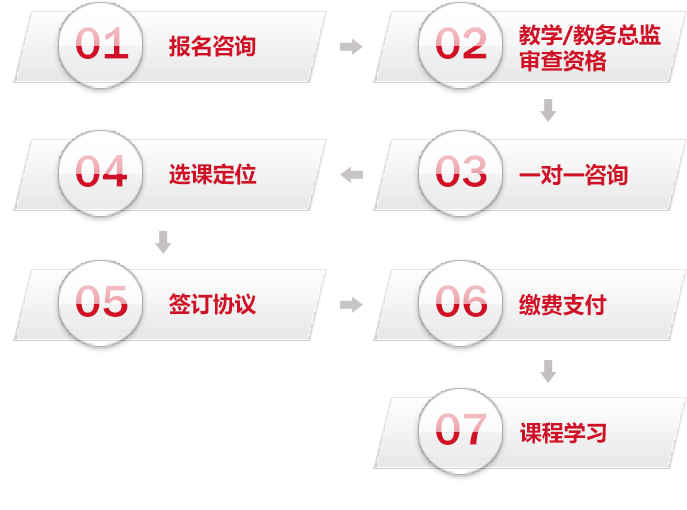 01
报名咨询
02
教学/教务总监
审查资格
03
一对一咨询
04
选课定位
05
签订协议
06
缴费支付
07
课程学习